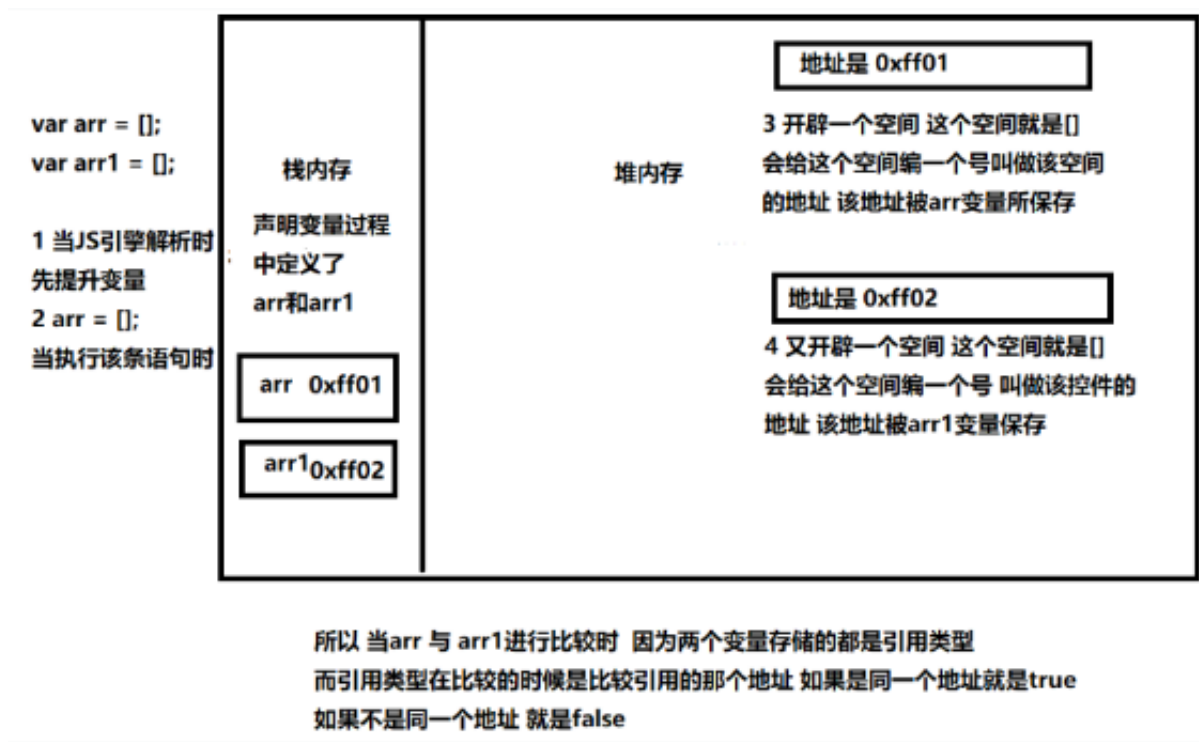 var arr = [];
var arr1 = [];
1 当JS引擎解析时
先提升变量
2 arr = [];
当执行该条语句时
栈内存
声明变量过程
中定义了
arr和arr1
arr 0xff01
arr1 0xff02
堆内存
地址是 0xff01
3 开辟一个空间 这个空间就是[]
会给这个空间编一个号叫做该空间
的地址 该地址被arr变量所保存
地址是 0xff02
4 又开辟一个空间 这个空间就是[]
会给这个空间编一个号 叫做该控件的
地址 该地址被arr1变量保存
所以 当arr 与 arr1进行比较时 因为两个变量存储的都是引用类型
而引用类型在比较的时候是比较引用的那个地址 如果是同一个地址就是true
如果不是同一个地址 就是false